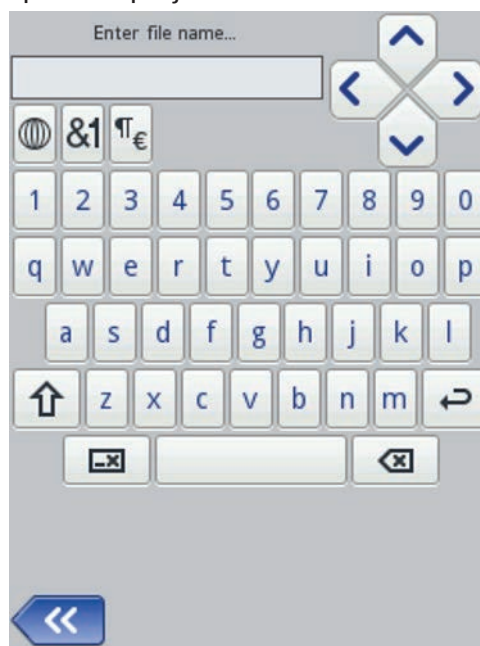 Enter file name...
&1 ¶€
1 2 3 4 5 6 7 8 9 0
q w e r t y u i o p
a s d f g h j k l
z x c v b n m